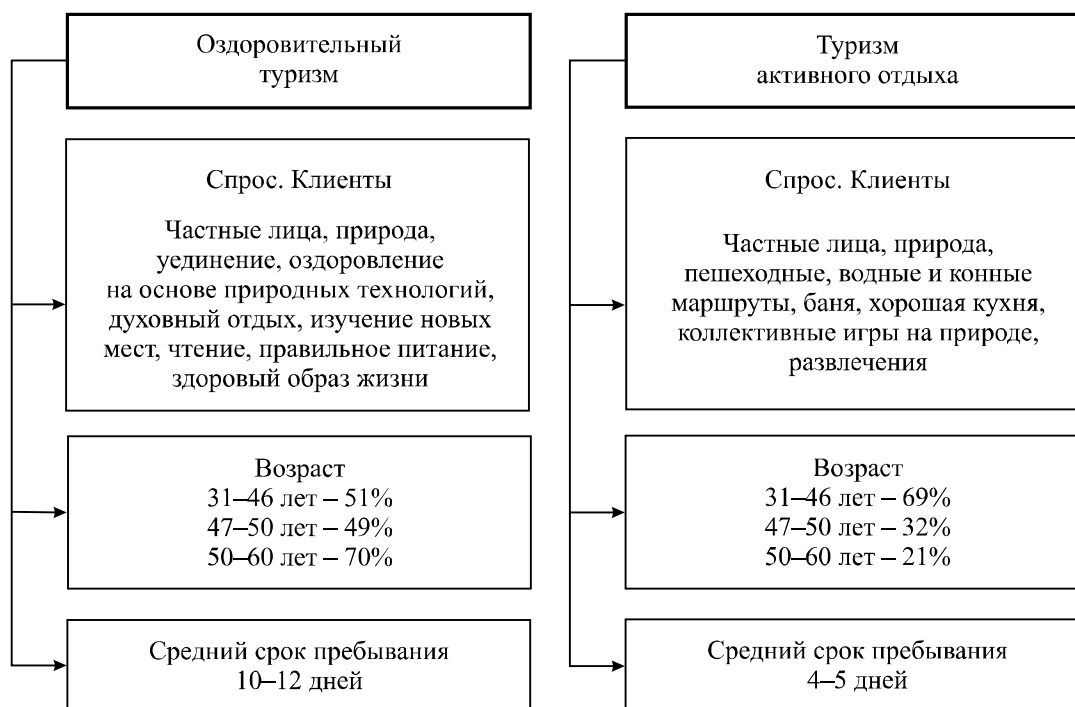 Оздоровительный
туризм
Спрос. Клиенты
Частные лица, природа,
уединение, оздоровление
на основе природных технологий,
духовный отдых, изучение новых
мест, чтение, правильное питание,
здоровый образ жизни
Возраст
31–46 лет – 51%
47–50 лет – 49%
50–60 лет – 70%
Средний срок пребывания
10–12 дней
Туризм
активного отдыха
Спрос. Клиенты
Частные лица, природа,
пешеходные, водные и конные
маршруты, баня, хорошая кухня,
коллективные игры на природе,
развлечения
Возраст
31–46 лет – 69%
47–50 лет – 32%
50–60 лет – 21%
Средний срок пребывания
4–5 дней